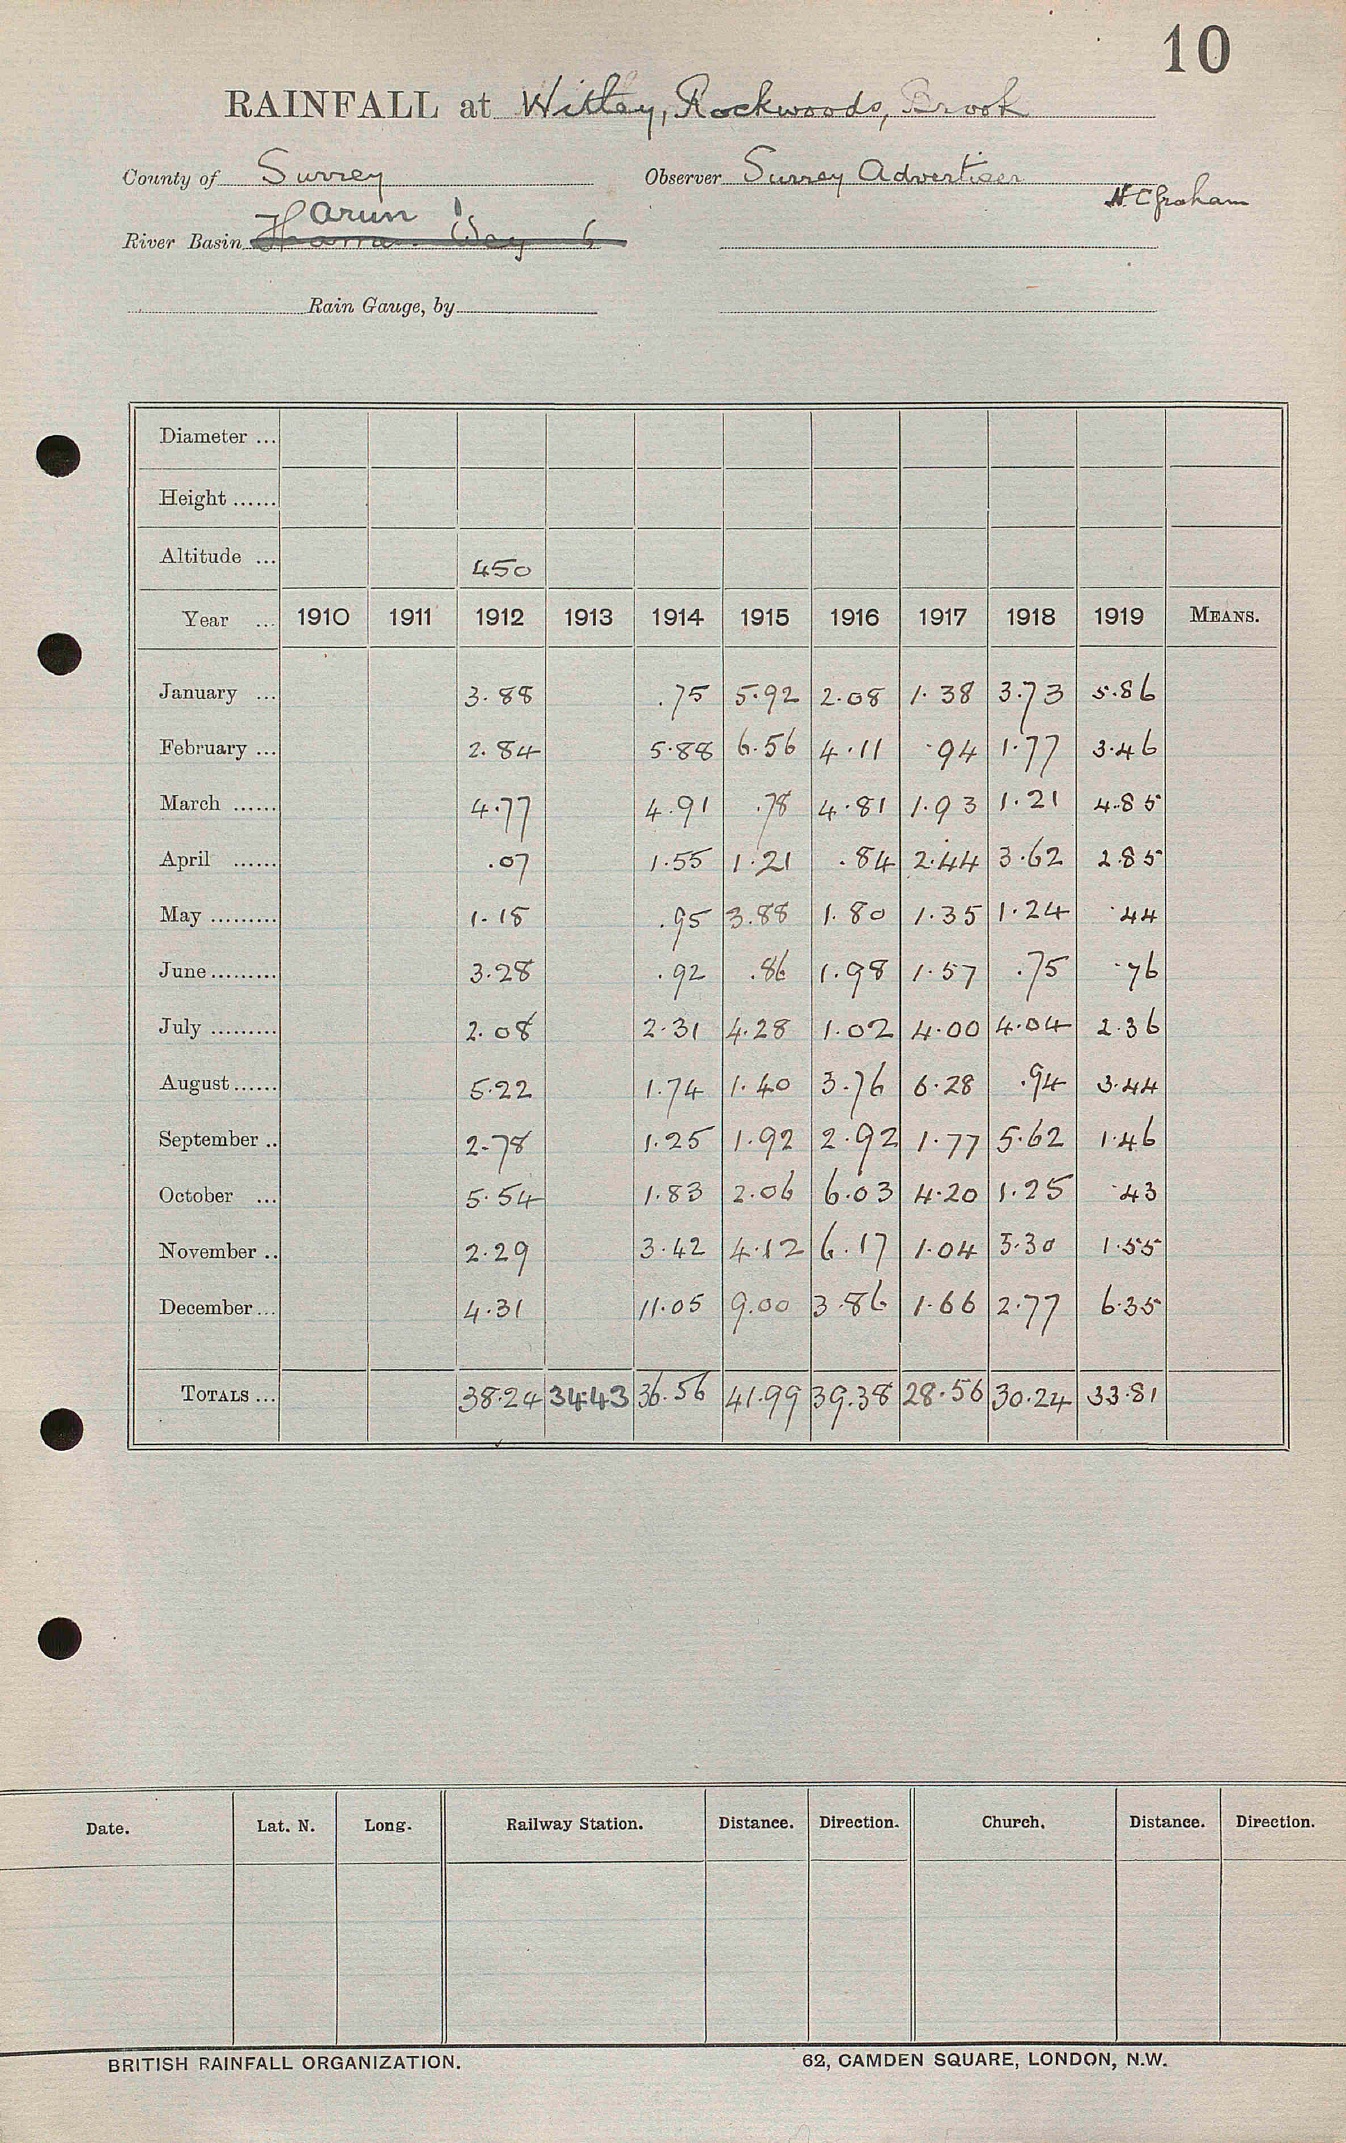 10
RAINFALL at Witley, Rockwoods, Brook
County of Surrey Observer Surrey Advertiser
H C Graham
Arun
River Basin Thames. Wey 6
Rain Gauge, by
Diameter ...
Height ......
Altitude ... 450
Year ... 1910 1911 1912 1913 1914 1915 1916 1917 1918 1919 MEANS.
January ... 3.88 .75 5.92 2.08 1.38 3.73 5.86
February ... 2.84 5.88 6.56 4.11 .94 1.77 3.46
March ...... 4.77 4.91 .78 4.81 1.93 1.21 4.85
April ...... .07 1.55 1.21 .84 2.44 3.62 2.85
May ......... 1.18 .95 3.88 1.80 1.35 1.24 .44
June ......... 3.28 .92 .86 1.98 1.57 .75 .76
July ......... 2.08 2.31 4.28 1.02 4.00 4.04 2.36
August ...... 5.22 1.74 1.40 3.76 6.28 .94 3.44
September .. 2.78 1.25 1.92 2.92 1.77 5.62 1.46
October ... 5.54 1.83 2.06 6.03 4.20 1.25 .43
November .. 2.29 3.42 4.12 6.17 1.04 3.30 1.55
December ... 4.31 11.05 9.00 3.86 1.66 2.77 6.35
TOTALS ... 38.24 34.43 36.56 41.99 39.38 28.56 30.24 33.81
Date. Lat. N. Long. Railway Station. Distance. Direction. Church. Distance. Direction.
BRITISH RAINFALL ORGANIZATION. 62, CAMDEN SQUARE, LONDON, N.W.